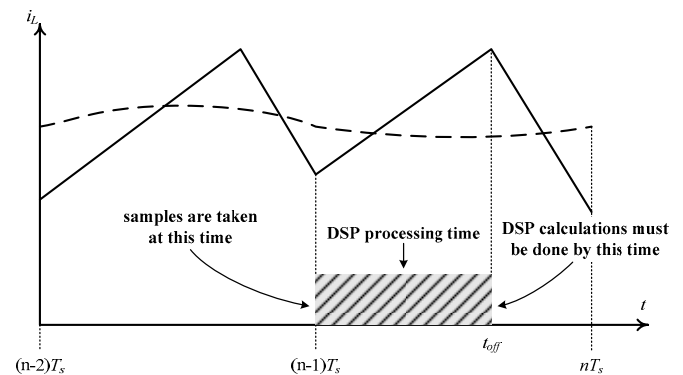 i_L
samples are taken
at this time
DSP processing time
DSP calculations must
be done by this time
t
(n-2)T_s
(n-1)T_s
t_off
nT_s